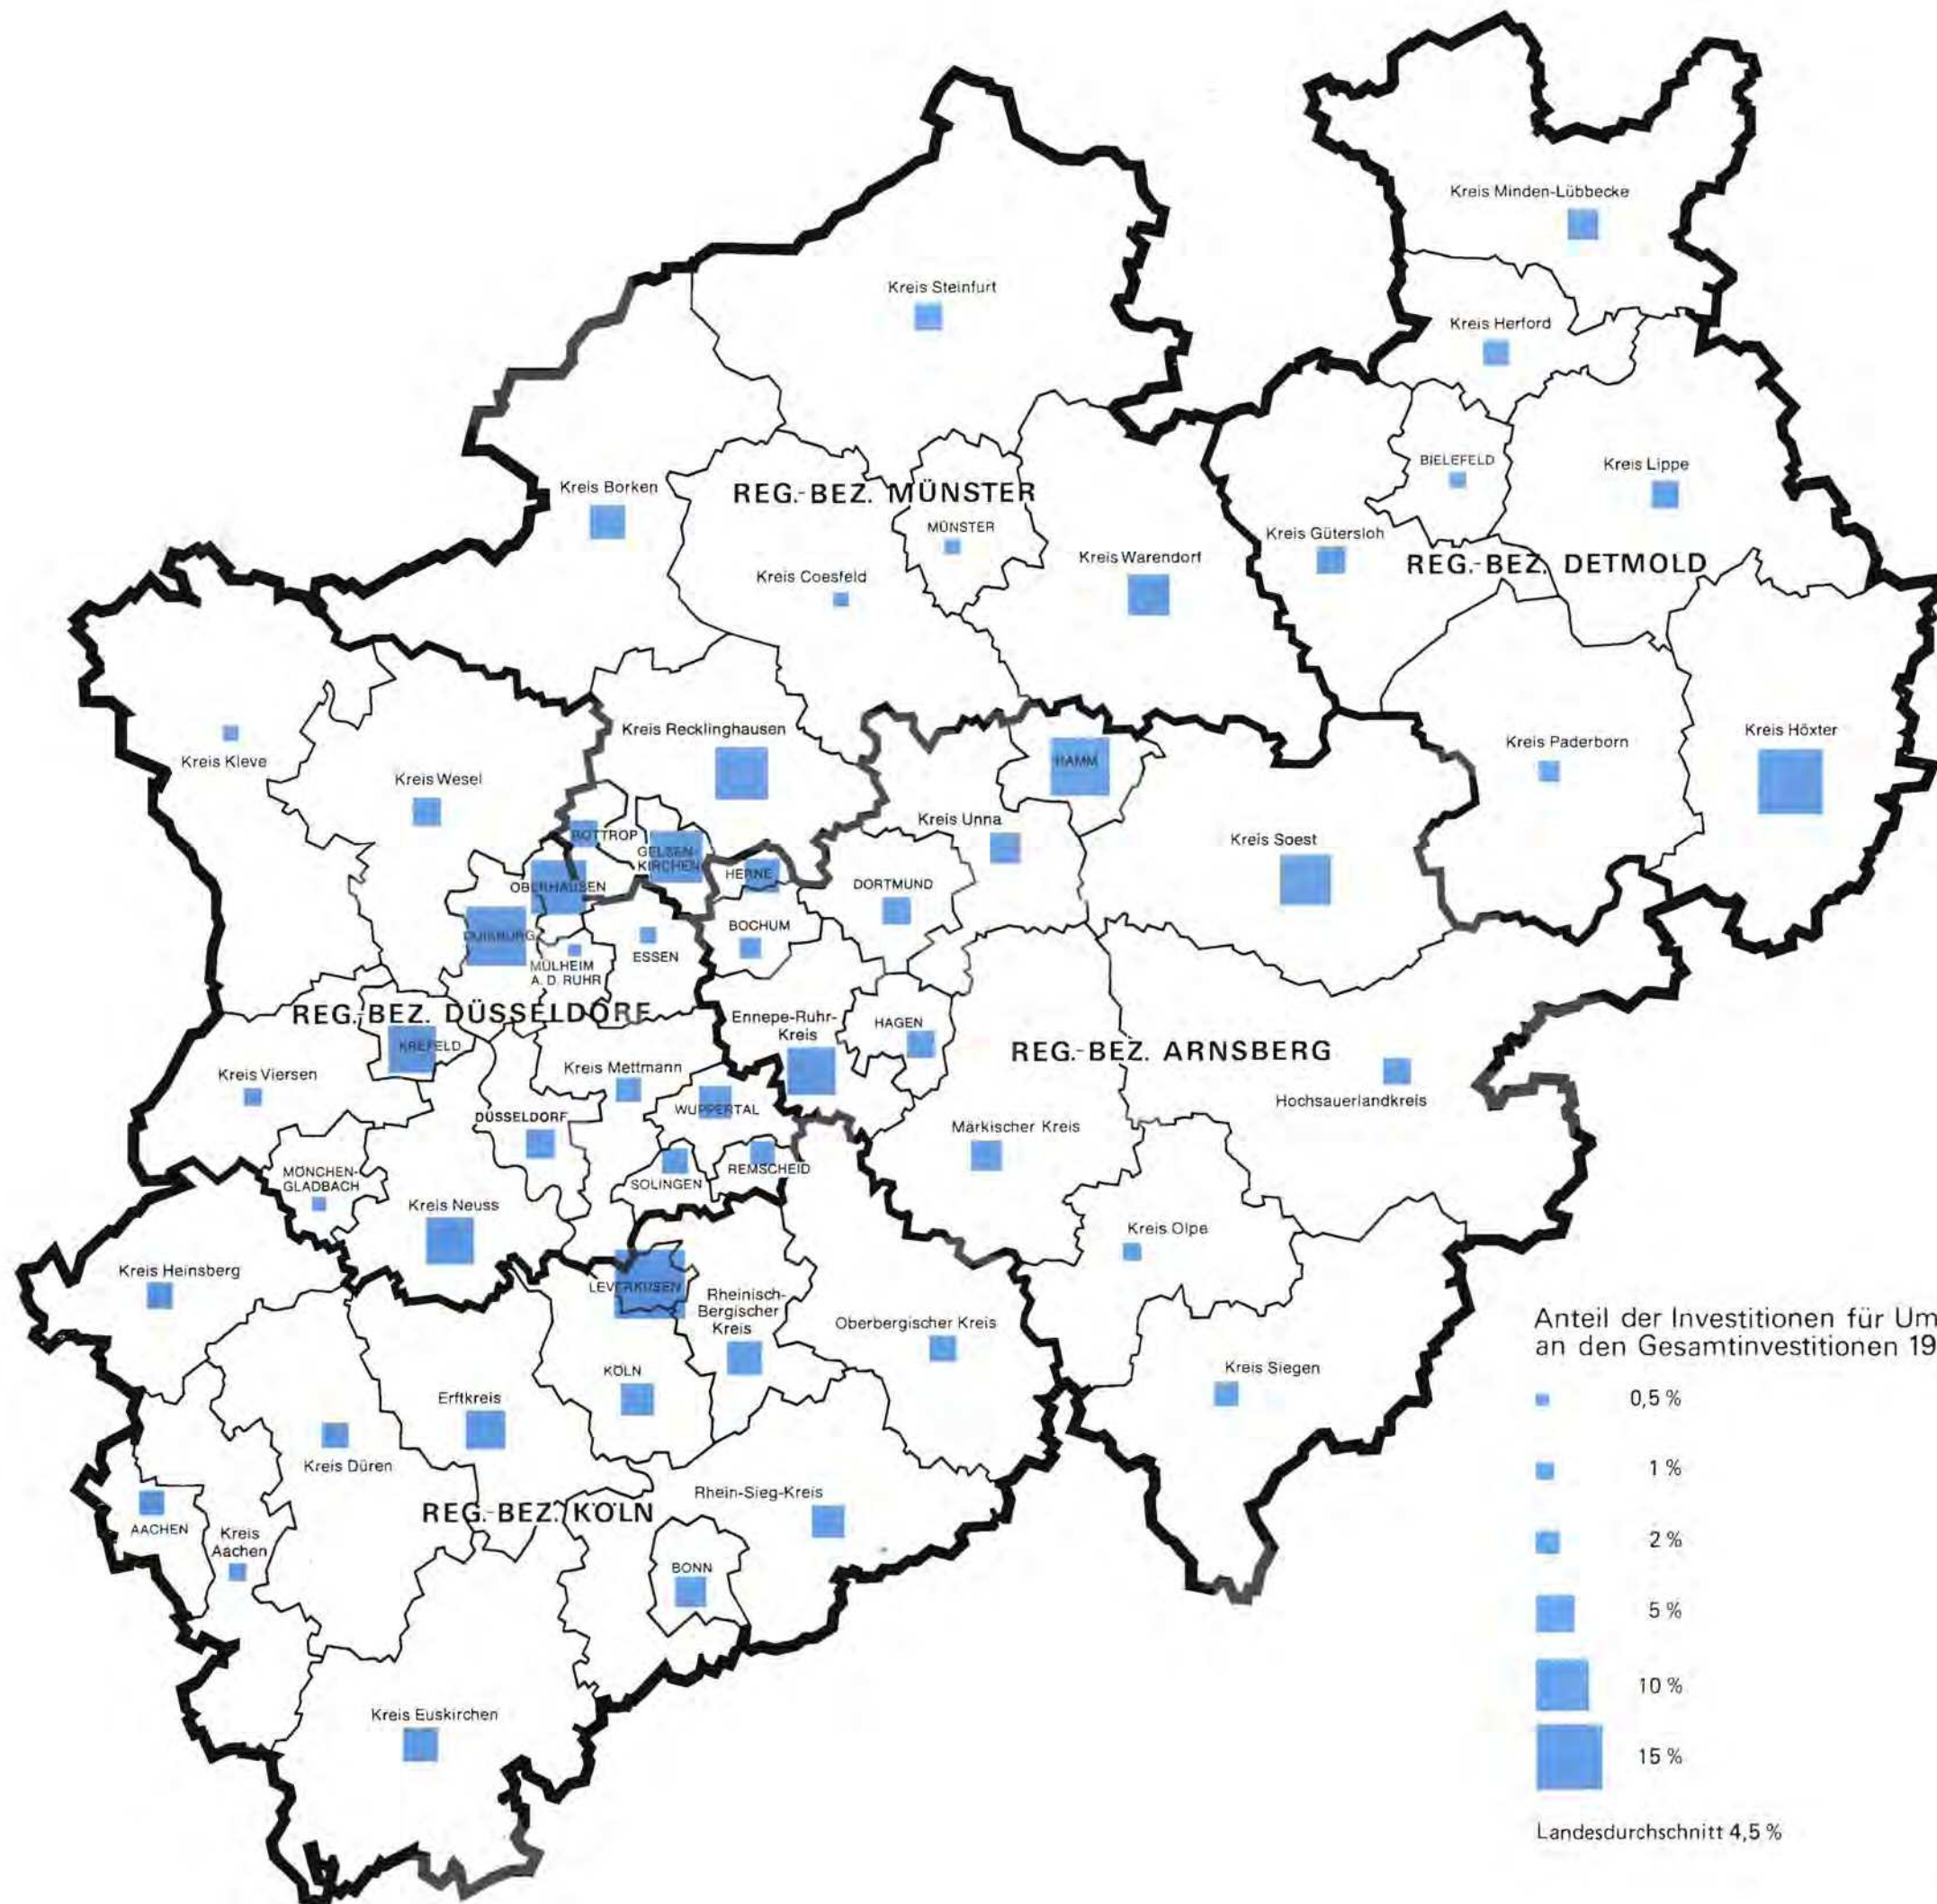 Kreis Minden-Lübbecke
Kreis Steinfurt
Kreis Herford
BIELEFELD
Kreis Lippe
Kreis Borken
REG.-BEZ. MÜNSTER
MÜNSTER
Kreis Gütersloh
Kreis Warendorf
REG.-BEZ. DETMOLD
Kreis Coesfeld
Kreis Recklinghausen
Kreis Höxter
Kreis Paderborn
Kreis Kleve
HAMM
Kreis Wesel
Kreis Unna
BOTTROP
Kreis Soest
GELSEN-
KIRCHEN
HERNE
OBERHAUSEN
DORTMUND
BOCHUM
DUISBURG
ESSEN
MÜLHEIM
A. D. RUHR
REG.-BEZ. DÜSSELDORF
Ennepe-Ruhr-
Kreis
HAGEN
KREFELD
REG.-BEZ. ARNSBERG
Kreis Viersen
Kreis Mettmann
Hochsauerlandkreis
WUPPERTAL
DÜSSELDORF
Märkischer Kreis
MÖNCHEN-
GLADBACH
REMSCHEID
SOLINGEN
Kreis Neuss
Kreis Olpe
Kreis Heinsberg
LEVERKUSEN
Rheinisch-
Bergischer
Kreis
Oberbergischer Kreis
Kreis Siegen
KÖLN
Erftkreis
Kreis Düren
Rhein-Sieg-Kreis
REG.-BEZ. KÖLN
AACHEN
Kreis
Aachen
BONN
Kreis Euskirchen
Anteil der Investitionen für Um
an den Gesamtinvestitionen 19
0,5 %
1 %
2 %
5 %
10 %
15 %
Landesdurchschnitt 4,5 %